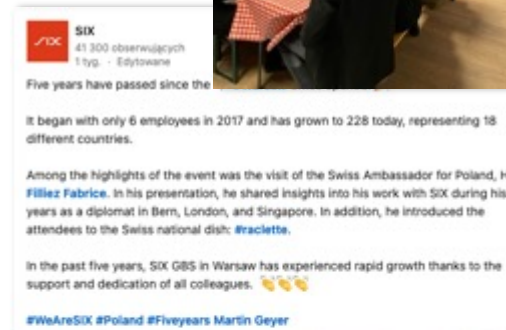 SIX
SIX
41 300 obserwujących
1 tyg. · Edytowane
Five years have passed since the
It began with only 6 employees in 2017 and has grown to 228 today, representing 18
different countries.
Among the highlights of the event was the visit of the Swiss Ambassador for Poland, H
Filliez Fabrice. In his presentation, he shared insights into his work with SIX during his
years as a diplomat in Bern, London, and Singapore. In addition, he introduced the
attendees to the Swiss national dish: #raclette.
In the past five years, SIX GBS in Warsaw has experienced rapid growth thanks to the
support and dedication of all colleagues. 👏👏👏
#WeAreSIX #Poland #Fiveyears Martin Geyer